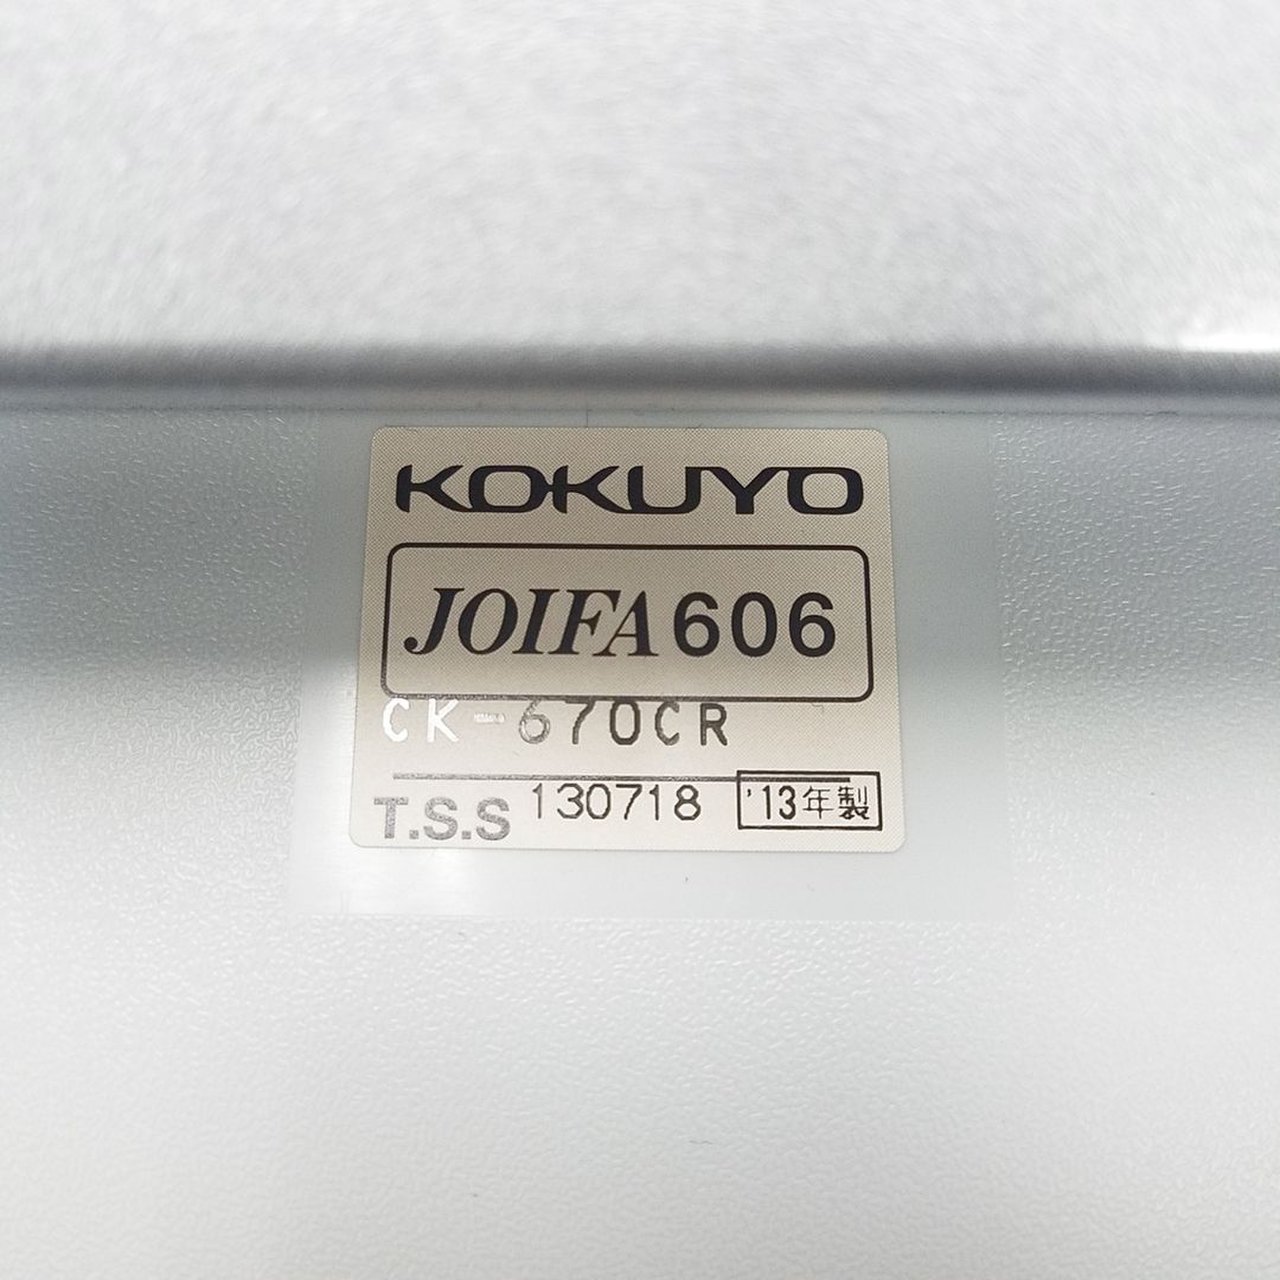 KOKUYO
JOIFA606
CK-670CR
T.S.S 130718 '13年製